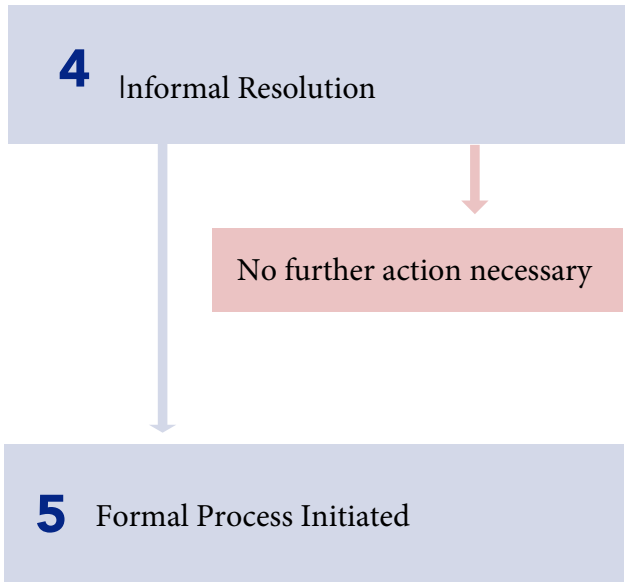 4 Informal Resolution
No further action necessary
5 Formal Process Initiated